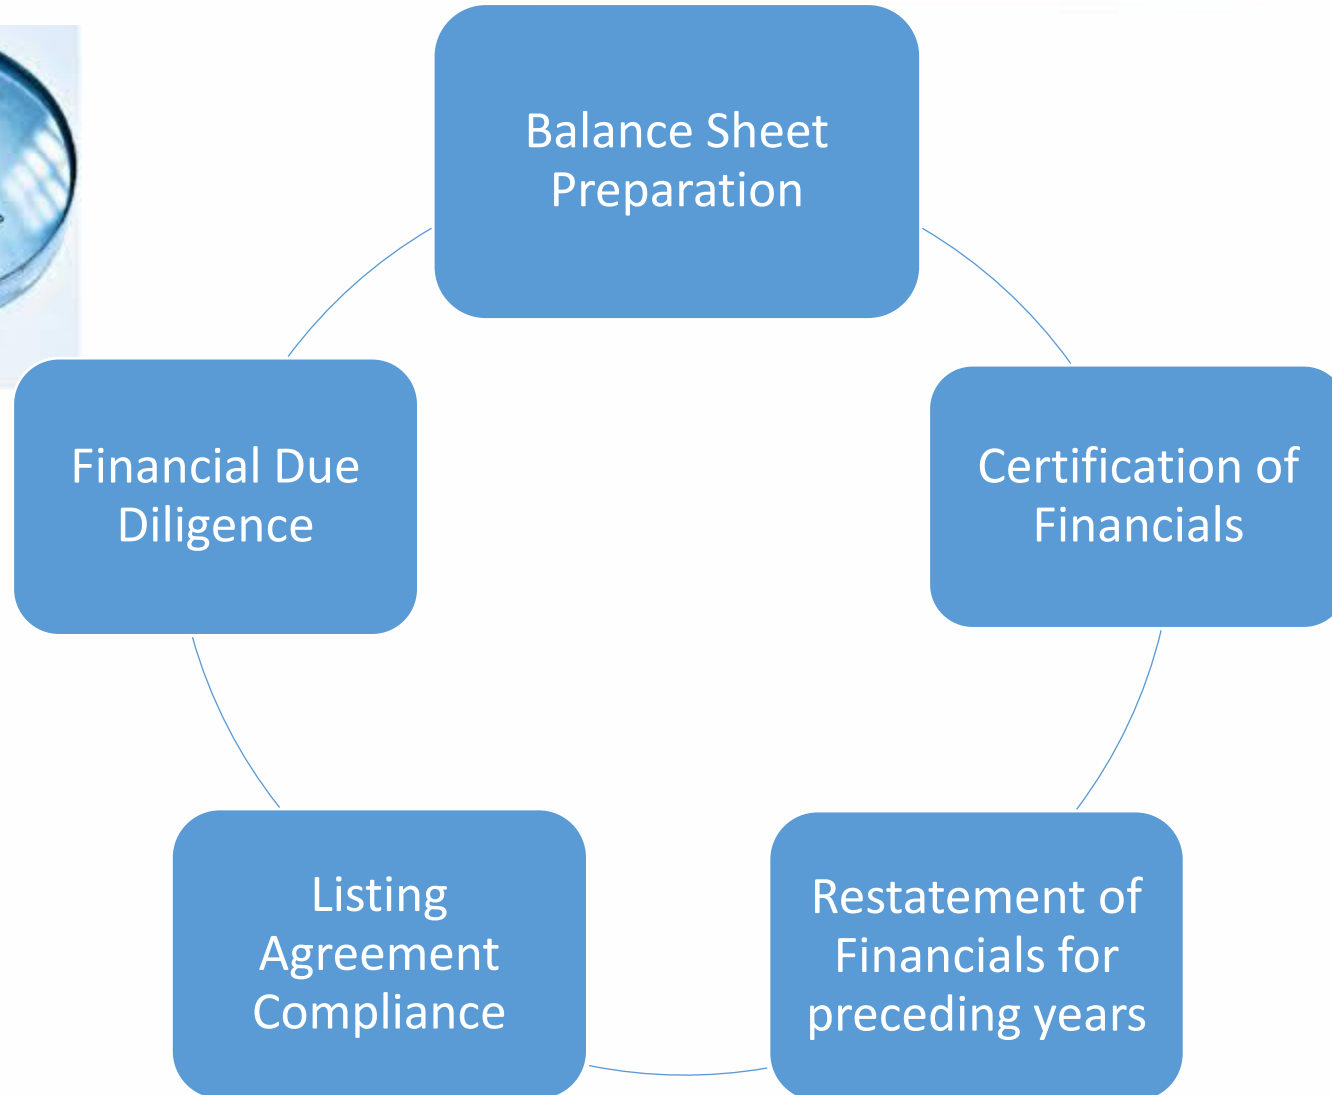 Balance Sheet
Preparation
Certification of
Financials
Restatement of
Financials for
preceding years
Listing
Agreement
Compliance
Financial Due
Diligence